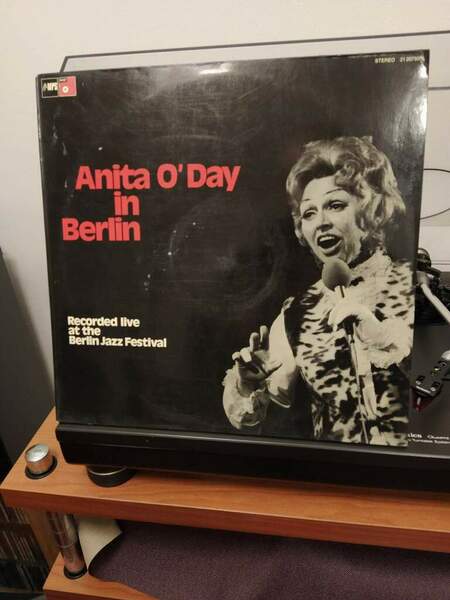 MPS
STEREO
Anita O'Day
in
Berlin
Recorded live
at the
Berlin Jazz Festival